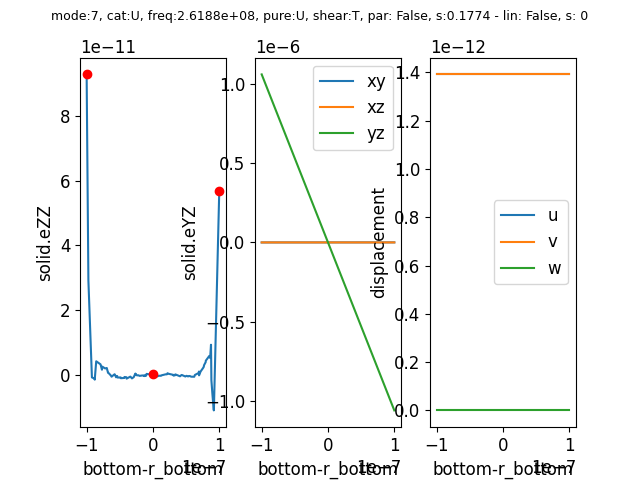 mode:7, cat:U, freq:2.6188e+08, pure:U, shear:T, par: False, s:0.1774 - lin: False, s: 0
1e−11
1e−6
1e−12
8
6
4
2
0
solid.eZZ
−1
0
1
1e−7
bottom-r_bottom
1.0
0.5
0.0
−0.5
−1.0
solid.eYZ
xy
xz
yz
−1
0
1
1e−7
bottom-r_bottom
1.4
1.2
1.0
0.8
0.6
0.4
0.2
0.0
displacement
u
v
w
−1
0
1
1e−7
bottom-r_bottom